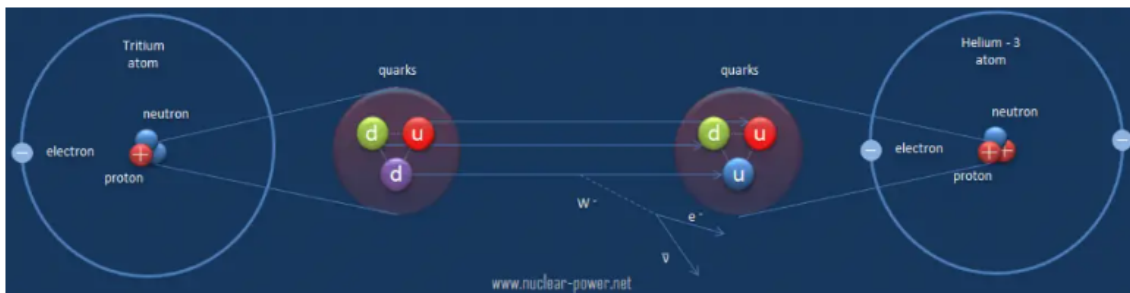 Tritium
atom
neutron
−
electron
+
proton
quarks
d
u
d
W -
e -
ν̅
quarks
d
u
u
Helium - 3
atom
neutron
−
electron
+
+
proton
−
www.nuclear-power.net